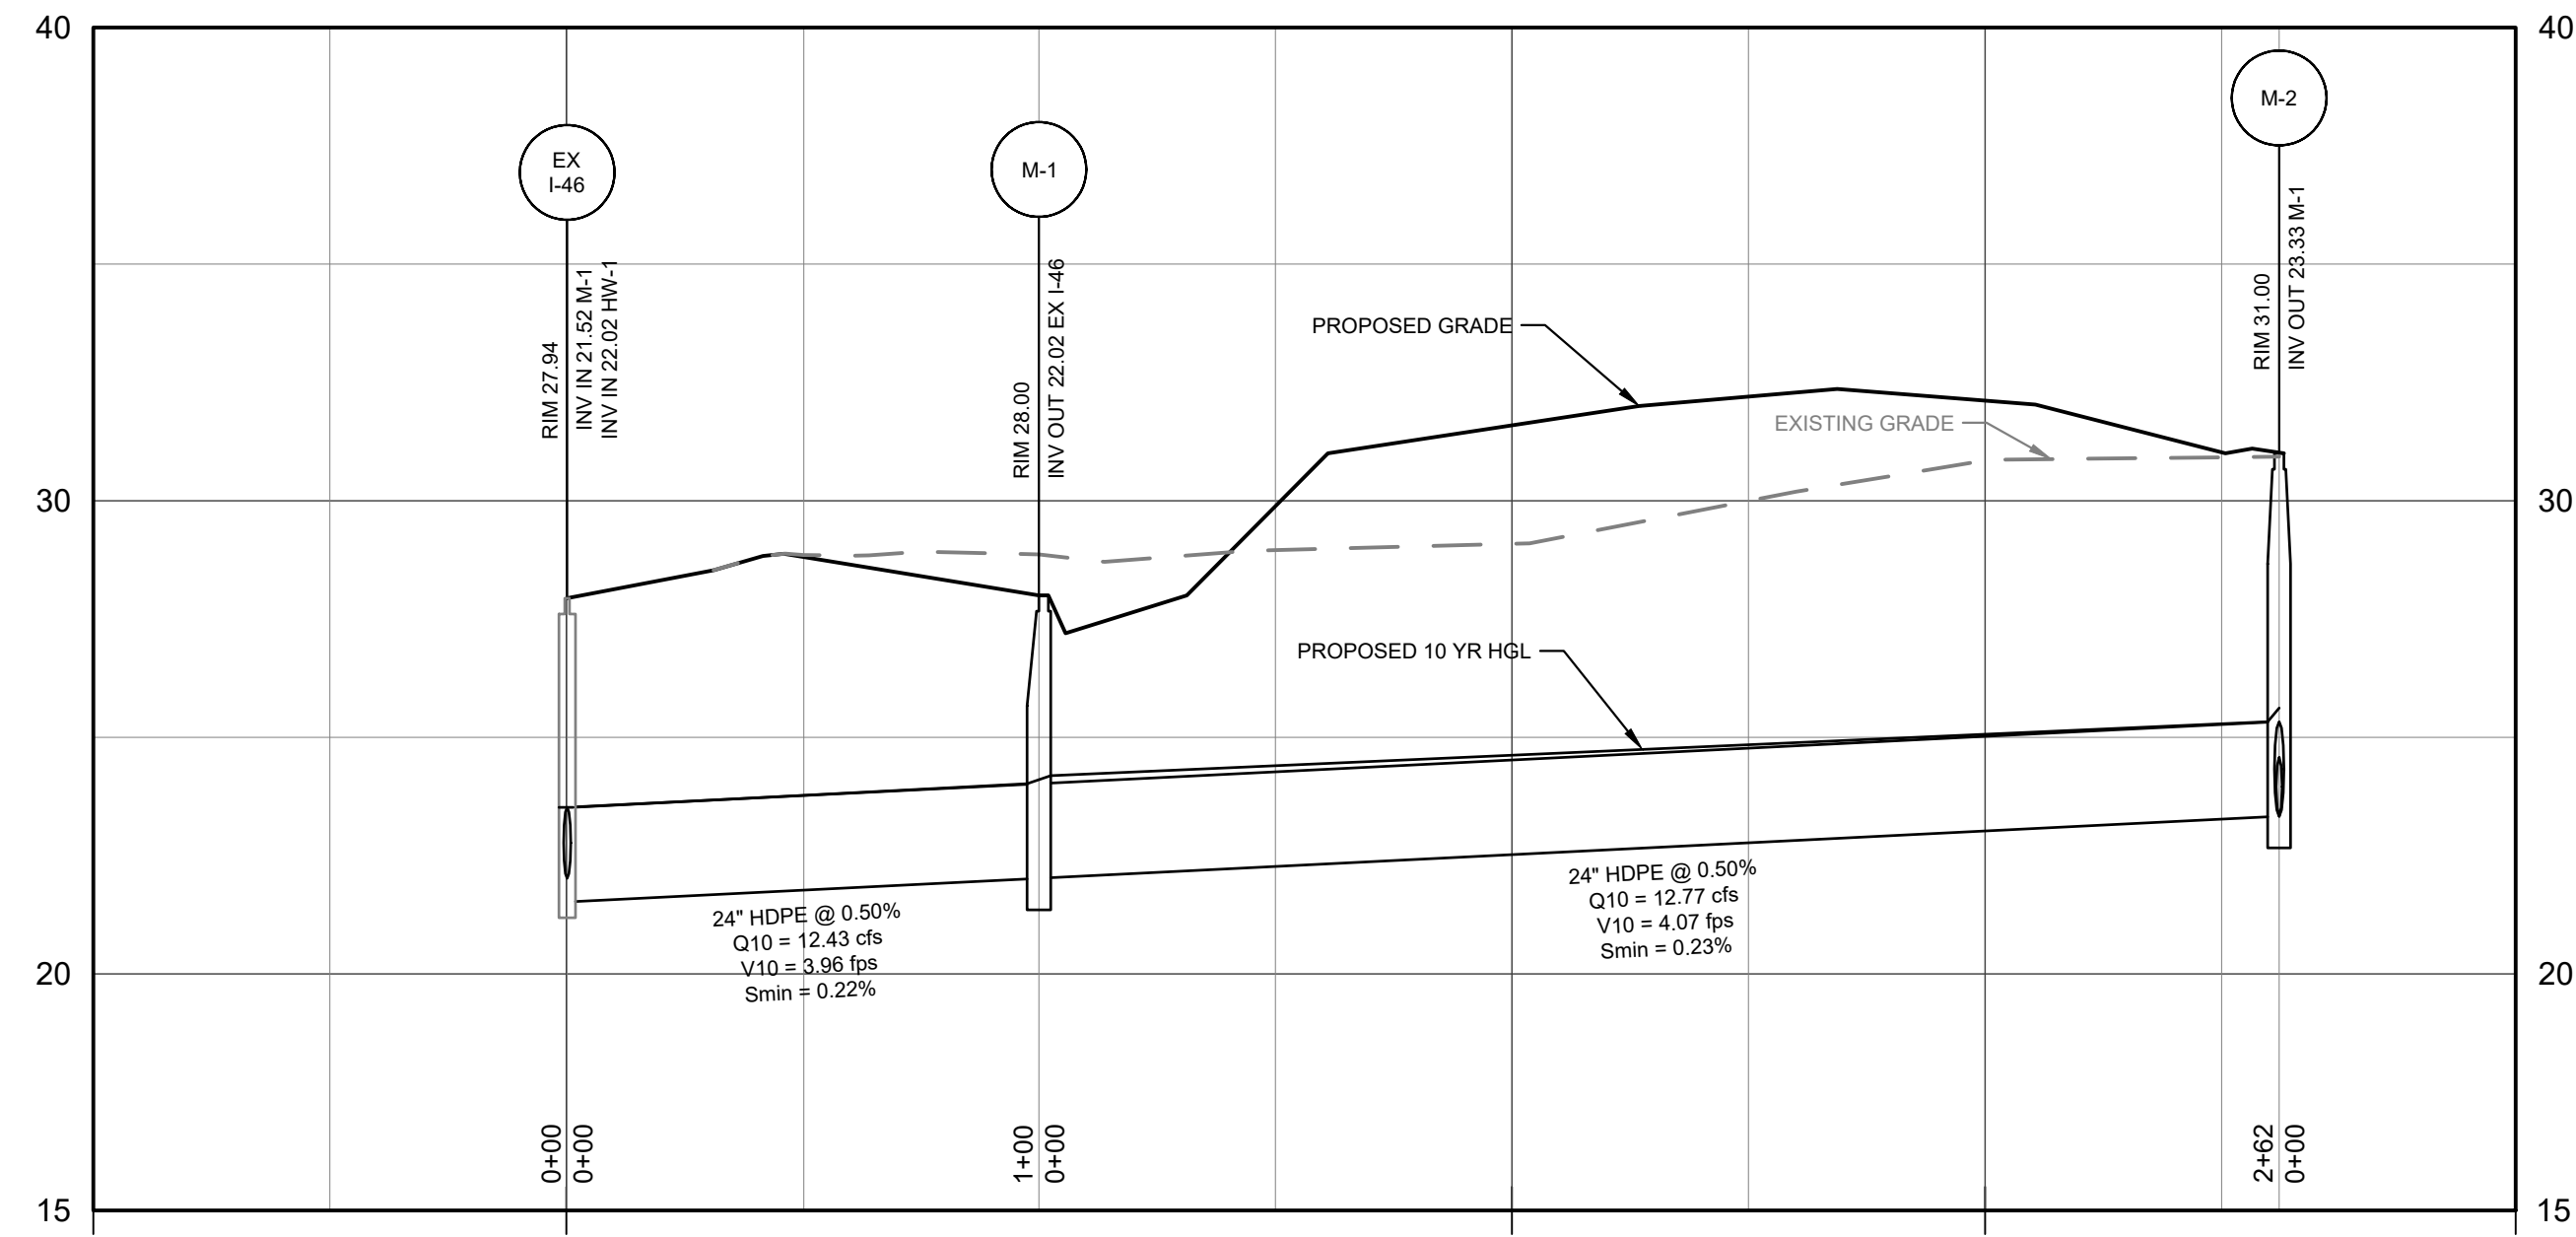 40
40
EX
I-46
M-1
M-2
RIM 27.94
INV IN 21.52 M-1
INV IN 22.02 HW-1
RIM 28.00
INV OUT 22.02 EX I-46
RIM 31.00
INV OUT 23.33 M-1
PROPOSED GRADE
EXISTING GRADE
30
30
PROPOSED 10 YR HGL
24" HDPE @ 0.50%
Q10 = 12.43 cfs
V10 = 3.96 fps
Smin = 0.22%
24" HDPE @ 0.50%
Q10 = 12.77 cfs
V10 = 4.07 fps
Smin = 0.23%
20
20
0+00
0+00
1+00
0+00
2+62
0+00
15
15